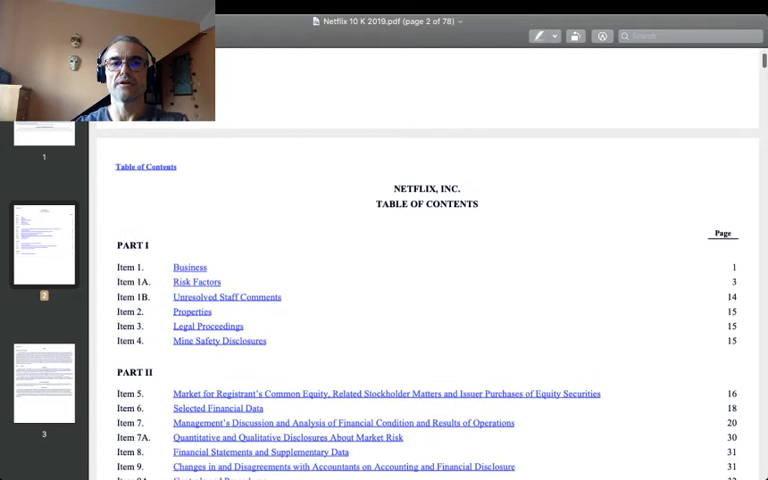 Netflix 10 K 2019.pdf (page 2 of 78)
Search
1
2
3
Table of Contents
NETFLIX, INC.
TABLE OF CONTENTS
Page
PART I
Item 1. Business 1
Item 1A. Risk Factors 3
Item 1B. Unresolved Staff Comments 14
Item 2. Properties 15
Item 3. Legal Proceedings 15
Item 4. Mine Safety Disclosures 15
PART II
Item 5. Market for Registrant's Common Equity, Related Stockholder Matters and Issuer Purchases of Equity Securities 16
Item 6. Selected Financial Data 18
Item 7. Management's Discussion and Analysis of Financial Condition and Results of Operations 20
Item 7A. Quantitative and Qualitative Disclosures About Market Risk 30
Item 8. Financial Statements and Supplementary Data 31
Item 9. Changes in and Disagreements with Accountants on Accounting and Financial Disclosure 31